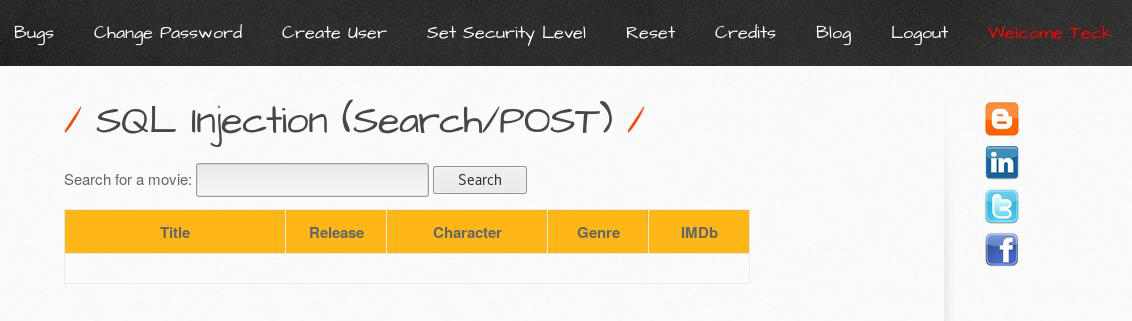 Bugs Change Password Create User Set Security Level Reset Credits Blog Logout Welcome Teck
/ SQL Injection (Search/POST) /
Search for a movie: Search
Title Release Character Genre IMDb